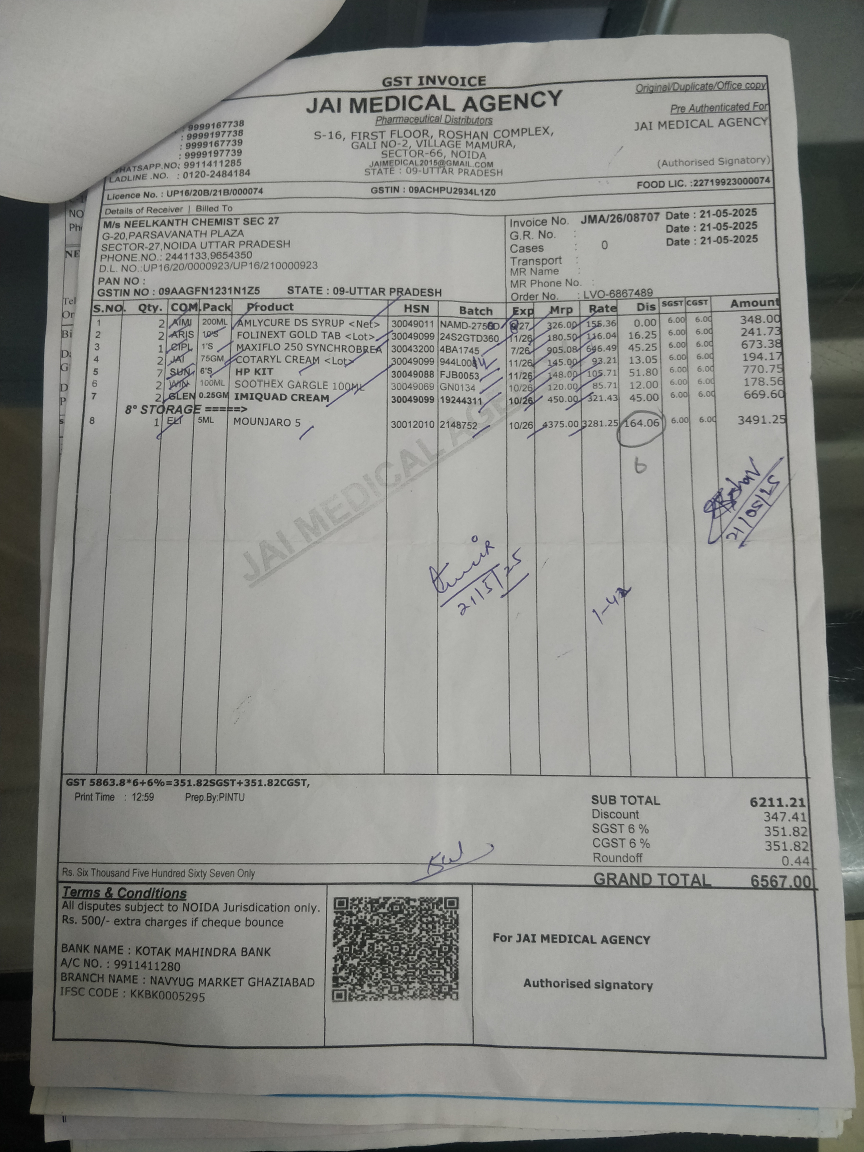 GST INVOICE
Original/Duplicate/Office copy
JAI MEDICAL AGENCY
Pharmaceutical Distributors
S-16, FIRST FLOOR, ROSHAN COMPLEX,
GALI NO-2, VILLAGE MAMURA,
SECTOR-66, NOIDA
JAIMEDICAL2015@GMAIL.COM
STATE : 09-UTTAR PRADESH
: 9999167738
: 9999197738
: 9999167739
: 9999197739
WHATSAPP.NO: 9911411285
LADLINE .NO. : 0120-2484184
Pre Authenticated For
JAI MEDICAL AGENCY
(Authorised Signatory)
Licence No. : UP16/20B/21B/000074 GSTIN : 09ACHPU2934L1Z0 FOOD LIC. :22719923000074
Details of Receiver | Billed To
M/s NEELKANTH CHEMIST SEC 27
G-20,PARSAVANATH PLAZA
SECTOR-27,NOIDA UTTAR PRADESH
PHONE.NO.: 2441133,9654350
D.L. NO.:UP16/20/0000923/UP16/210000923
PAN NO :
GSTIN NO : 09AAGFN1231N1Z5 STATE : 09-UTTAR PRADESH
Invoice No. JMA/26/08707 Date : 21-05-2025
G.R. No. : Date : 21-05-2025
Cases : 0 Date : 21-05-2025
Transport :
MR Name :
MR Phone No. :
Order No. : LVO-6867489
S.NO. Qty. COM. Pack Product HSN Batch Exp Mrp Rate Dis SGST CGST Amount
1 2 AIMI 200ML AMLYCURE DS SYRUP <Net> 30049011 326.00 155.36 0.00 6.00 6.00 348.00
2 2 ARIS 10'S FOLINEXT GOLD TAB <Lot> 30049099 24S2GTD360 11/26 180.50 116.04 16.25 6.00 6.00 241.73
3 1 CIPL 1'S MAXIFLO 250 SYNCHROBREA 30043200 4BA1745 7/26 905.08 646.49 45.25 6.00 6.00 673.38
4 2 JAI 75GM COTARYL CREAM <Lot> 30049099 11/26 145.00 93.21 13.05 6.00 6.00 194.17
5 7 SUN 6'S HP KIT 30049088 FJB0053 11/26 148.00 105.71 51.80 6.00 6.00 770.75
6 2 WIN 100ML SOOTHEX GARGLE 100ML 30049069 GN0134 10/26 120.00 85.71 12.00 6.00 6.00 178.56
7 2 GLEN 0.25GM IMIQUAD CREAM 30049099 19244311 10/26 450.00 321.43 45.00 6.00 6.00 669.60
8° STORAGE =====>
8 1 ELI 5ML MOUNJARO 5 30012010 2148752 10/26 4375.00 3281.25 164.06 6.00 6.00 3491.25
6
21/05/25
21/5/25
JAI MEDICAL AGENCY
GST 5863.8*6+6%=351.82SGST+351.82CGST,
Print Time : 12:59 Prep.By:PINTU
SUB TOTAL 6211.21
Discount 347.41
SGST 6 % 351.82
CGST 6 % 351.82
Roundoff 0.44
Rs. Six Thousand Five Hundred Sixty Seven Only
GRAND TOTAL 6567.00
Terms & Conditions
All disputes subject to NOIDA Jurisdication only.
Rs. 500/- extra charges if cheque bounce
BANK NAME : KOTAK MAHINDRA BANK
A/C NO. : 9911411280
BRANCH NAME : NAVYUG MARKET GHAZIABAD
IFSC CODE : KKBK0005295
For JAI MEDICAL AGENCY
Authorised signatory